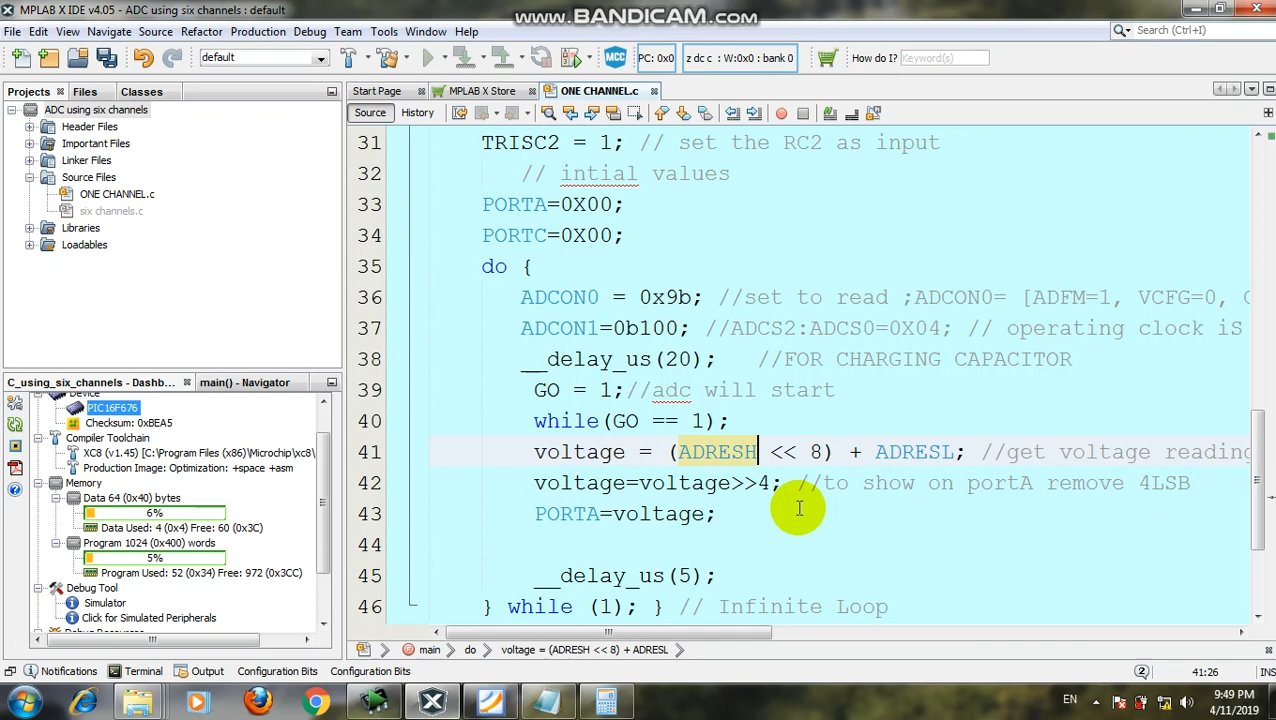 MPLAB X IDE v4.05 - ADC using six channels : default
www.BANDICAM.com
File Edit View Navigate Source Refactor Production Debug Team Tools Window Help
Search (Ctrl+I)
default
MCC
PC: 0x0
z dc c : W:0x0 : bank 0
How do I?
Keyword(s)
Projects
Files
Classes
Start Page
MPLAB X Store
ONE CHANNEL.c
ADC using six channels
Header Files
Important Files
Linker Files
Source Files
ONE CHANNEL.c
six channels.c
Libraries
Loadables
Source
History
31 TRISC2 = 1; // set the RC2 as input
32 // intial values
33 PORTA=0X00;
34 PORTC=0X00;
35 do {
36 ADCON0 = 0x9b; //set to read ;ADCON0= [ADFM=1, VCFG=0, C
37 ADCON1=0b100; //ADCS2:ADCS0=0X04; // operating clock is
38 __delay_us(20); //FOR CHARGING CAPACITOR
39 GO = 1;//adc will start
40 while(GO == 1);
41 voltage = (ADRESH << 8) + ADRESL; //get voltage reading
42 voltage=voltage>>4; //to show on portA remove 4LSB
43 PORTA=voltage;
44
45 __delay_us(5);
46 } while (1); } // Infinite Loop
C_using_six_channels - Dashb...
main() - Navigator
Device
PIC16F676
Checksum: 0xBEA5
Compiler Toolchain
XC8 (v1.45) [C:\Program Files (x86)\Microchip\xc8\
Production Image: Optimization: +space +asm
Memory
Data 64 (0x40) bytes
6%
Data Used: 4 (0x4) Free: 60 (0x3C)
Program 1024 (0x400) words
5%
Program Used: 52 (0x34) Free: 972 (0x3CC)
Debug Tool
Simulator
Click for Simulated Peripherals
Debug Resources
main
do
voltage = (ADRESH << 8) + ADRESL
Notifications
Terminal
Output
Configuration Bits
Configuration Bits
41:26
INS
EN
9:49 PM
4/11/2019